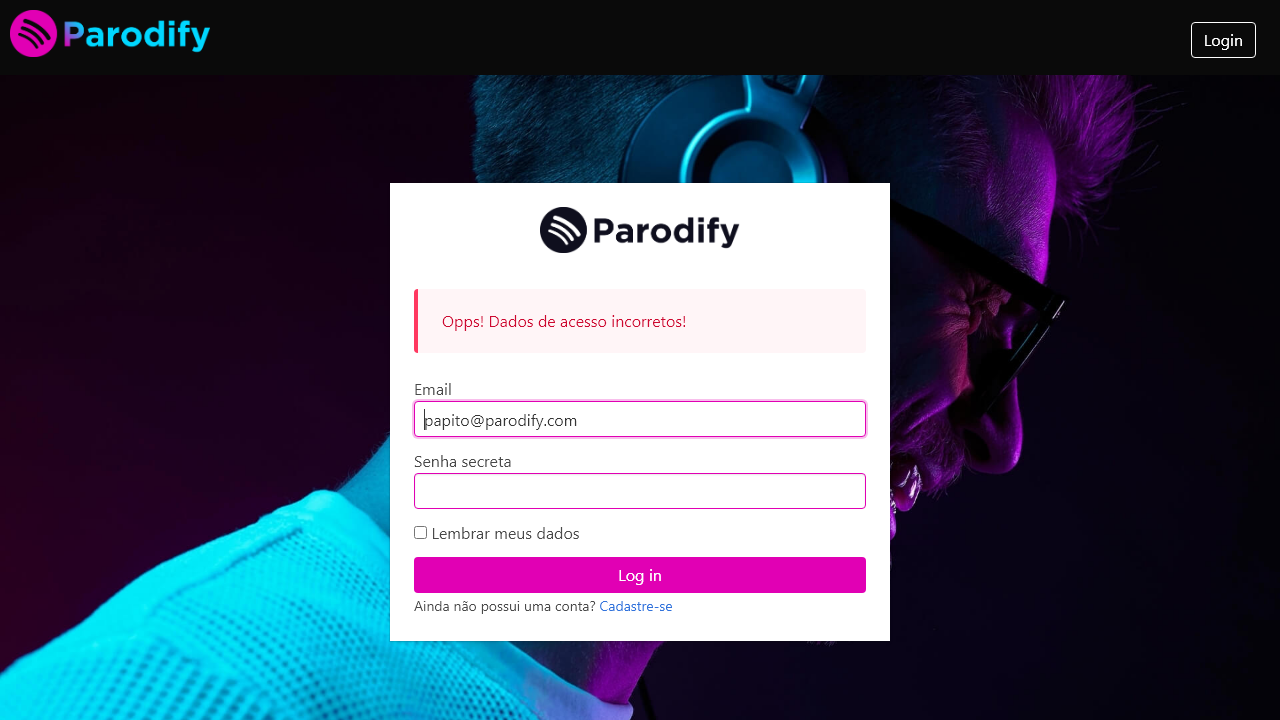 Parodify
Login
Parodify
Opps! Dados de acesso incorretos!
Email
papito@parodify.com
Senha secreta
Lembrar meus dados
Log in
Ainda não possui uma conta? Cadastre-se